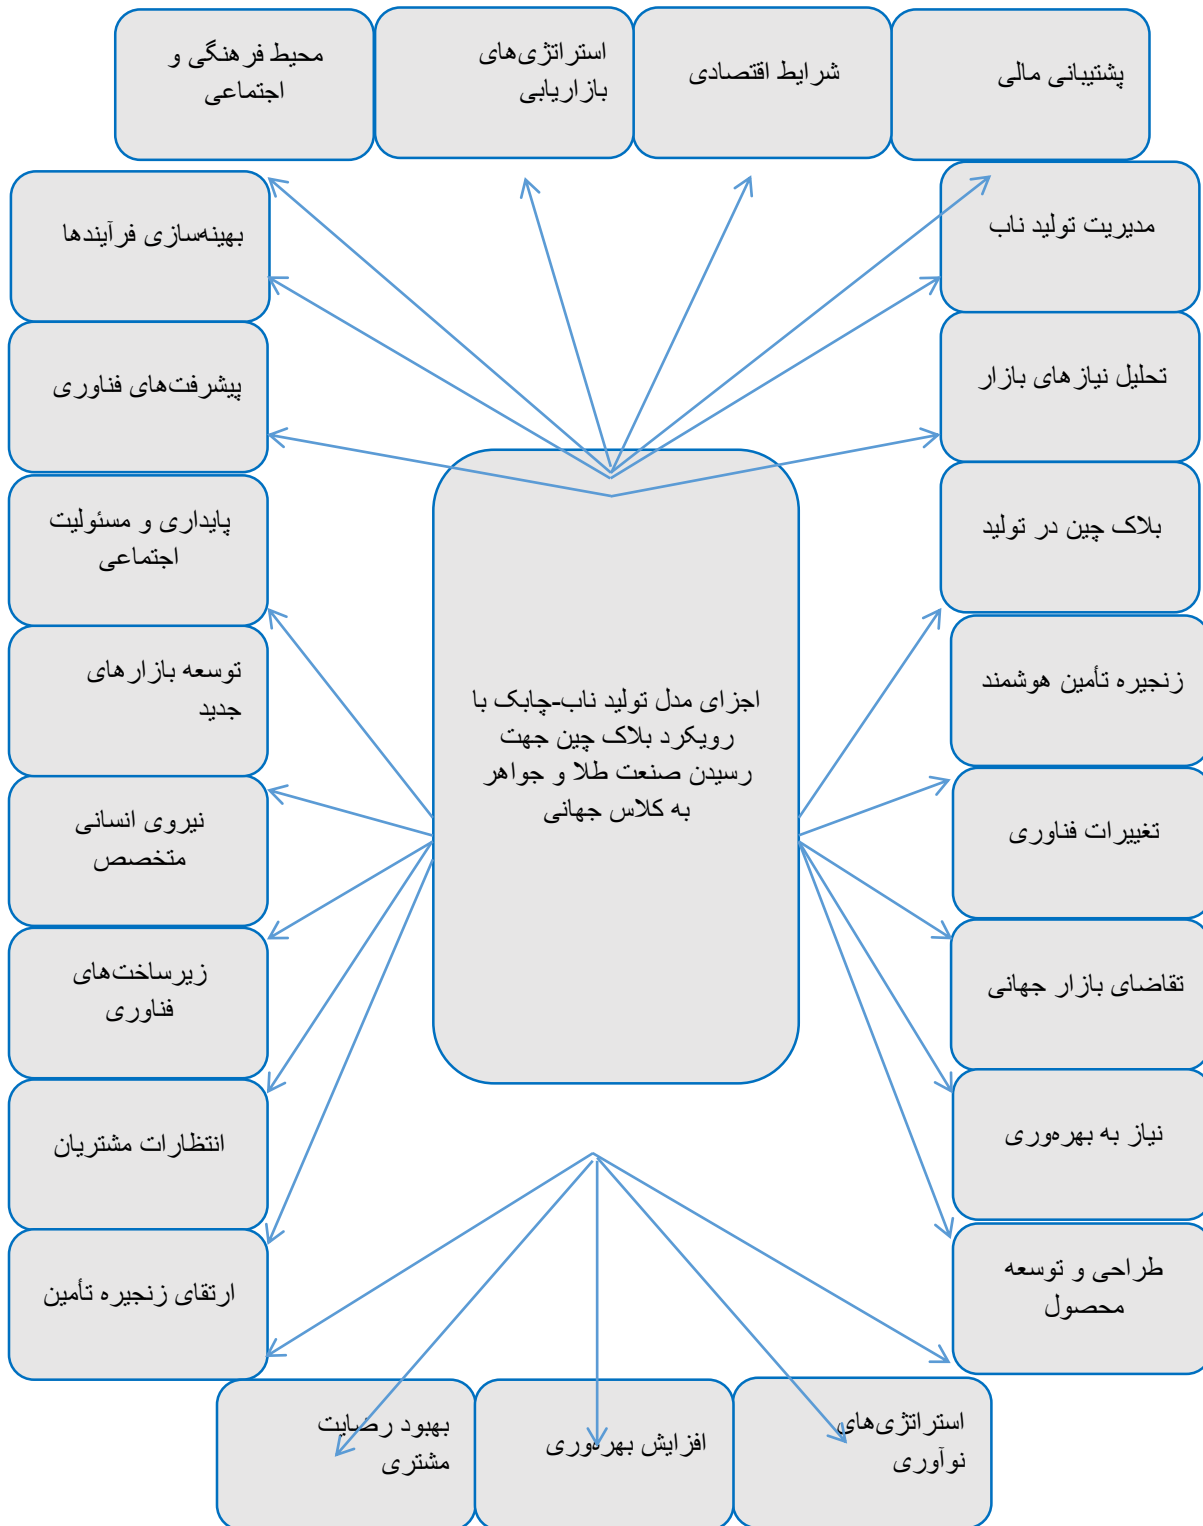 پشتیبانی مالی
شرایط اقتصادی
استراتژی‌های
بازاریابی
محیط فرهنگی و
اجتماعی
مدیریت تولید ناب
تحلیل نیازهای بازار
بلاک چین در تولید
زنجیره تأمین هوشمند
تغییرات فناوری
تقاضای بازار جهانی
نیاز به بهره‌وری
طراحی و توسعه
محصول
اجزای مدل تولید ناب-چابک با
رویکرد بلاک چین جهت
رسیدن صنعت طلا و جواهر
به کلاس جهانی
بهینه‌سازی فرآیندها
پیشرفت‌های فناوری
پایداری و مسئولیت
اجتماعی
توسعه بازارهای
جدید
نیروی انسانی
متخصص
زیرساخت‌های
فناوری
انتظارات مشتریان
ارتقای زنجیره تأمین
استراتژی‌های
نوآوری
افزایش بهره‌وری
بهبود رضایت
مشتری